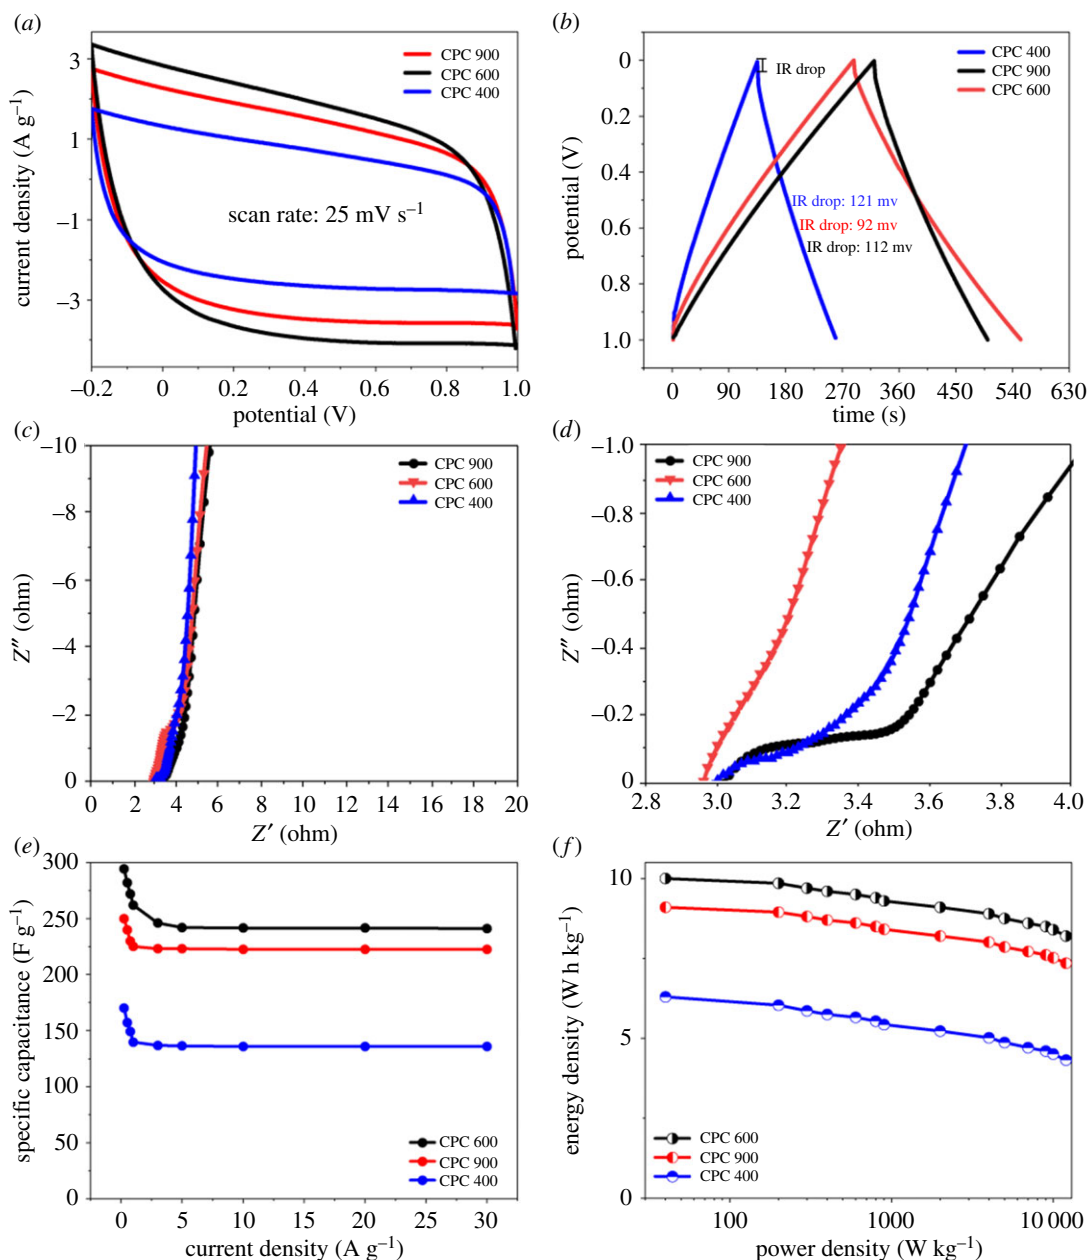 (a)
3
1
–1
–3
current density (A g–1)
CPC 900
CPC 600
CPC 400
scan rate: 25 mV s–1
–0.2
0
0.2
0.4
0.6
0.8
1.0
potential (V)
(b)
0
0.2
0.4
0.6
0.8
1.0
potential (V)
IR drop
CPC 400
CPC 900
CPC 600
IR drop: 121 mv
IR drop: 92 mv
IR drop: 112 mv
0
90
180
270
360
450
540
630
time (s)
(c)
–10
–8
–6
–4
–2
0
Z″ (ohm)
CPC 900
CPC 600
CPC 400
0
2
4
6
8
10
12
14
16
18
20
Z′ (ohm)
(d)
–1.0
–0.8
–0.6
–0.4
–0.2
0
Z″ (ohm)
CPC 900
CPC 600
CPC 400
2.8
3.0
3.2
3.4
3.6
3.8
4.0
Z′ (ohm)
(e)
300
250
200
150
100
50
0
specific capacitance (F g–1)
CPC 600
CPC 900
CPC 400
0
5
10
15
20
25
30
current density (A g–1)
(f)
10
5
0
energy density (W h kg–1)
CPC 600
CPC 900
CPC 400
100
1000
10 000
power density (W kg–1)